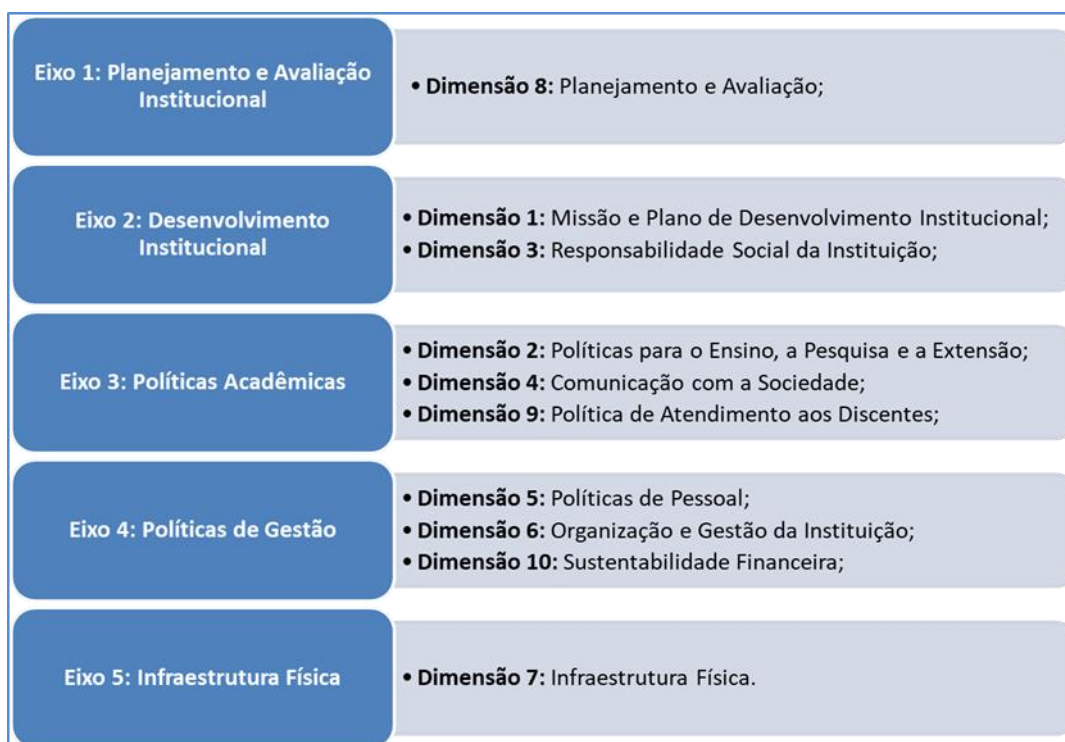 Eixo 1: Planejamento e Avaliação
Institucional
• Dimensão 8: Planejamento e Avaliação;
Eixo 2: Desenvolvimento
Institucional
• Dimensão 1: Missão e Plano de Desenvolvimento Institucional;
• Dimensão 3: Responsabilidade Social da Instituição;
Eixo 3: Políticas Acadêmicas
• Dimensão 2: Políticas para o Ensino, a Pesquisa e a Extensão;
• Dimensão 4: Comunicação com a Sociedade;
• Dimensão 9: Política de Atendimento aos Discentes;
Eixo 4: Políticas de Gestão
• Dimensão 5: Políticas de Pessoal;
• Dimensão 6: Organização e Gestão da Instituição;
• Dimensão 10: Sustentabilidade Financeira;
Eixo 5: Infraestrutura Física
• Dimensão 7: Infraestrutura Física.